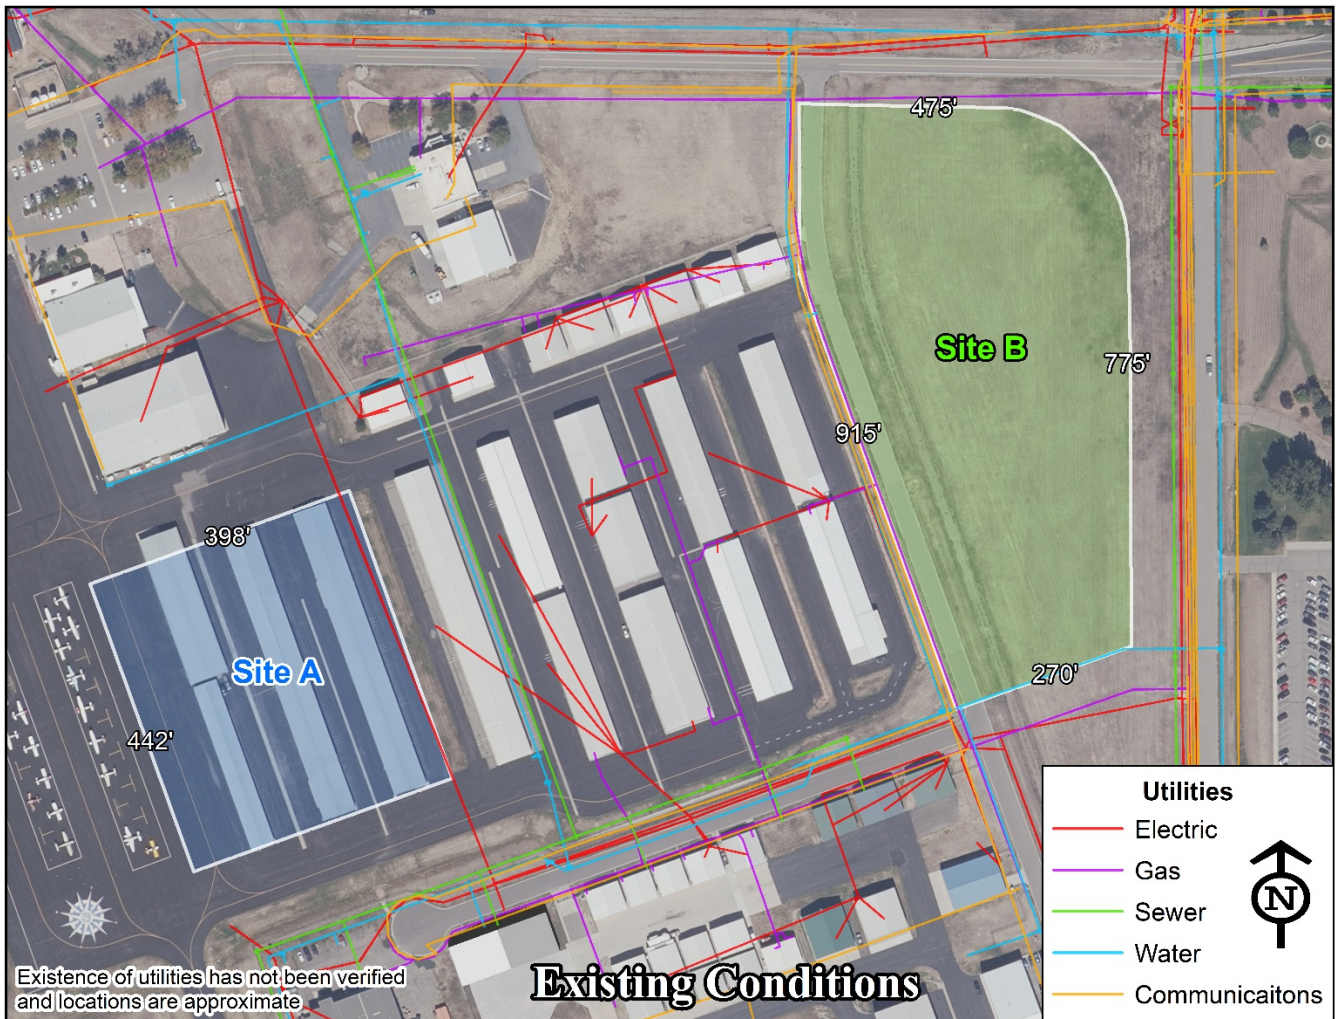 475'
Site B
775'
915'
398'
Site A
270'
442'
Utilities
Electric
Gas
Sewer
Water
Communicaitons
N
Existence of utilities has not been verified
and locations are approximate
Existing Conditions